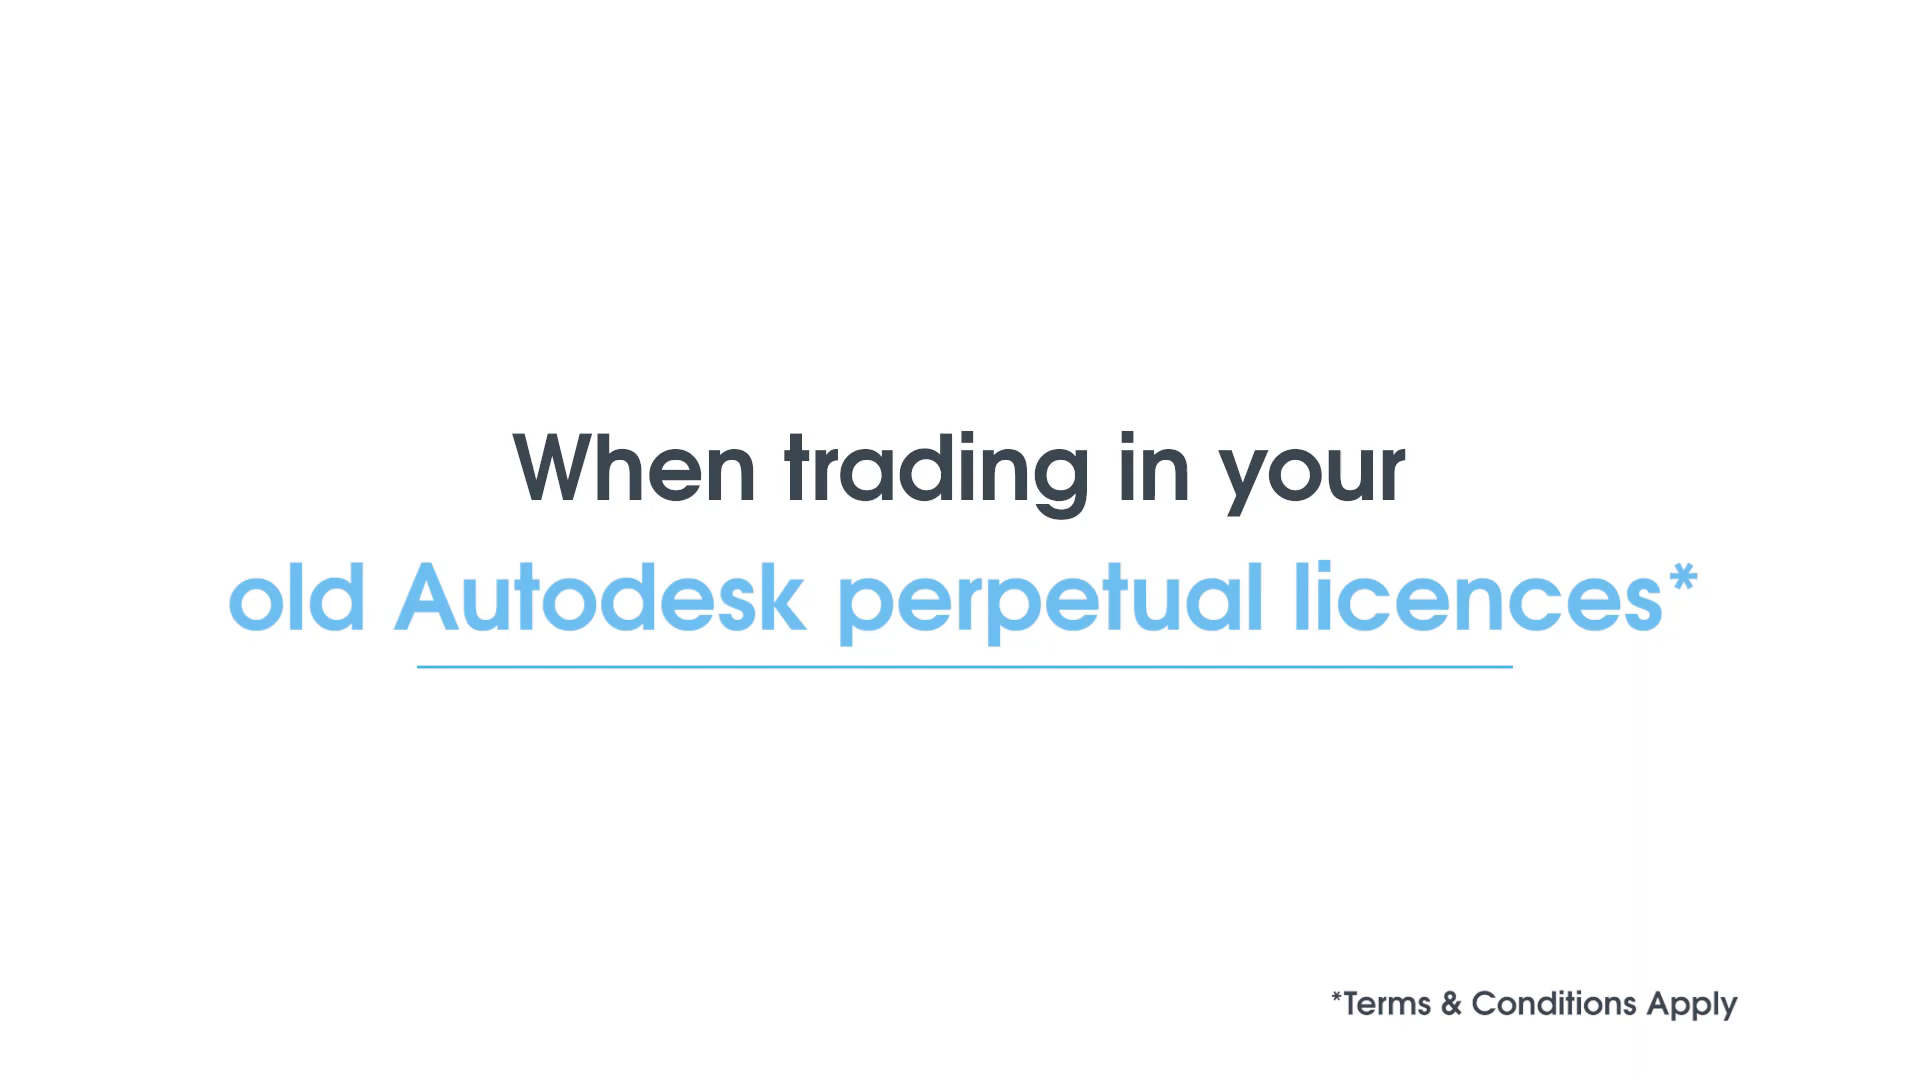 When trading in your
old Autodesk perpetual licences*
*Terms & Conditions Apply